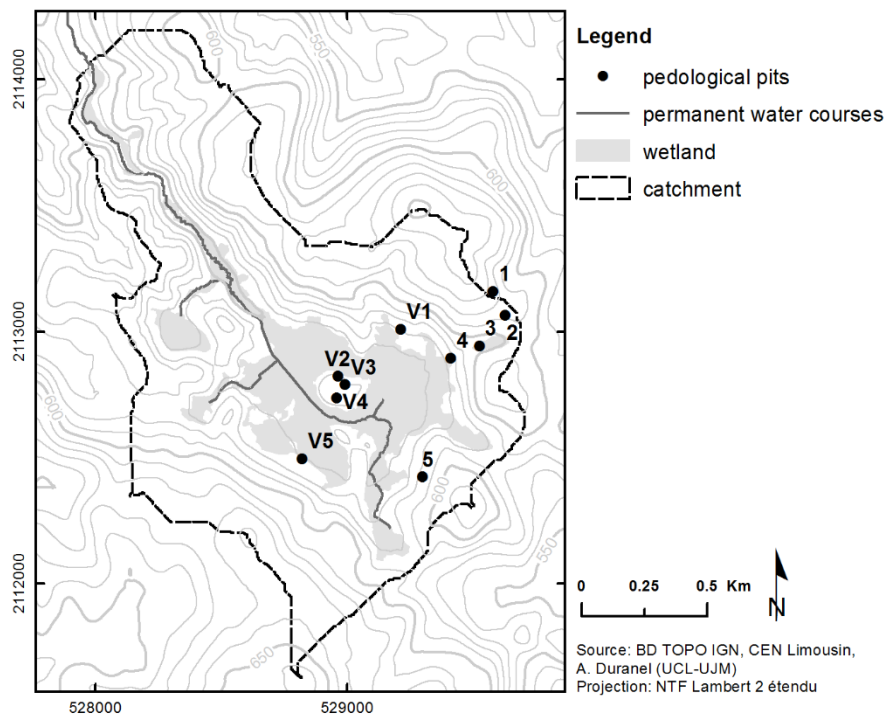 550
600
2114000
600
1
2
3
4
V1
2113000
V2
V3
V4
600
V5
5
600
2112000
550
650
528000
529000
Legend
pedological pits
permanent water courses
wetland
catchment
0 0.25 0.5 Km
N
Source: BD TOPO IGN, CEN Limousin,
A. Duranel (UCL-UJM)
Projection: NTF Lambert 2 étendu